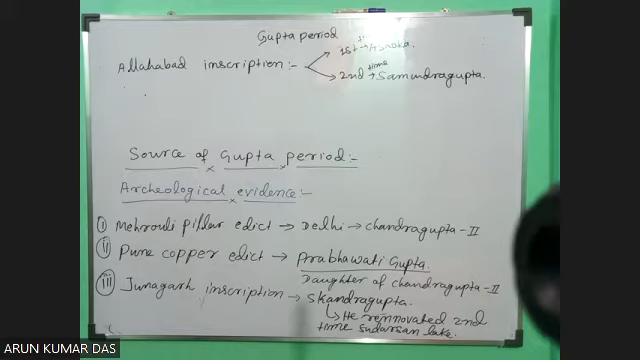 Gupta period
Allahabad inscription:- 1st time → Ashoka.
2nd time → Samundragupta.
Source of Gupta period:-
Archeological evidence:-
(i) Mehrouli pillar edict → Delhi → chandragupta-II
(ii) Pune copper edict → Prabhawati Gupta.
Daughter of chandragupta-II
(iii) Junagarh inscription → Skandragupta.
↳ He rennovated 2nd
time sudarsan lake.
ARUN KUMAR DAS